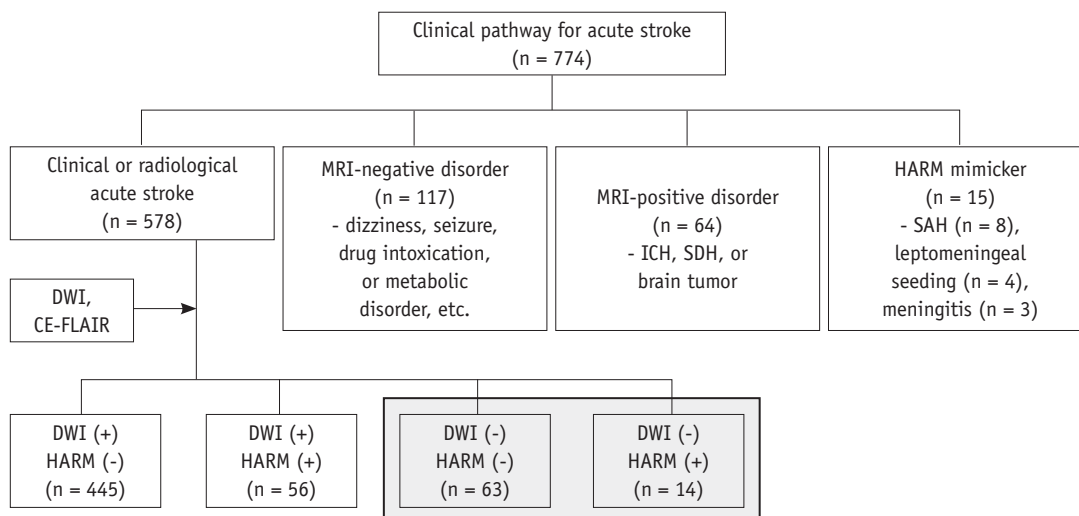 Clinical pathway for acute stroke
(n = 774)
Clinical or radiological
acute stroke
(n = 578)
MRI-negative disorder
(n = 117)
- dizziness, seizure,
drug intoxication,
or metabolic
disorder, etc.
MRI-positive disorder
(n = 64)
- ICH, SDH, or
brain tumor
HARM mimicker
(n = 15)
- SAH (n = 8),
leptomeningeal
seeding (n = 4),
meningitis (n = 3)
DWI,
CE-FLAIR
DWI (+)
HARM (-)
(n = 445)
DWI (+)
HARM (+)
(n = 56)
DWI (-)
HARM (-)
(n = 63)
DWI (-)
HARM (+)
(n = 14)